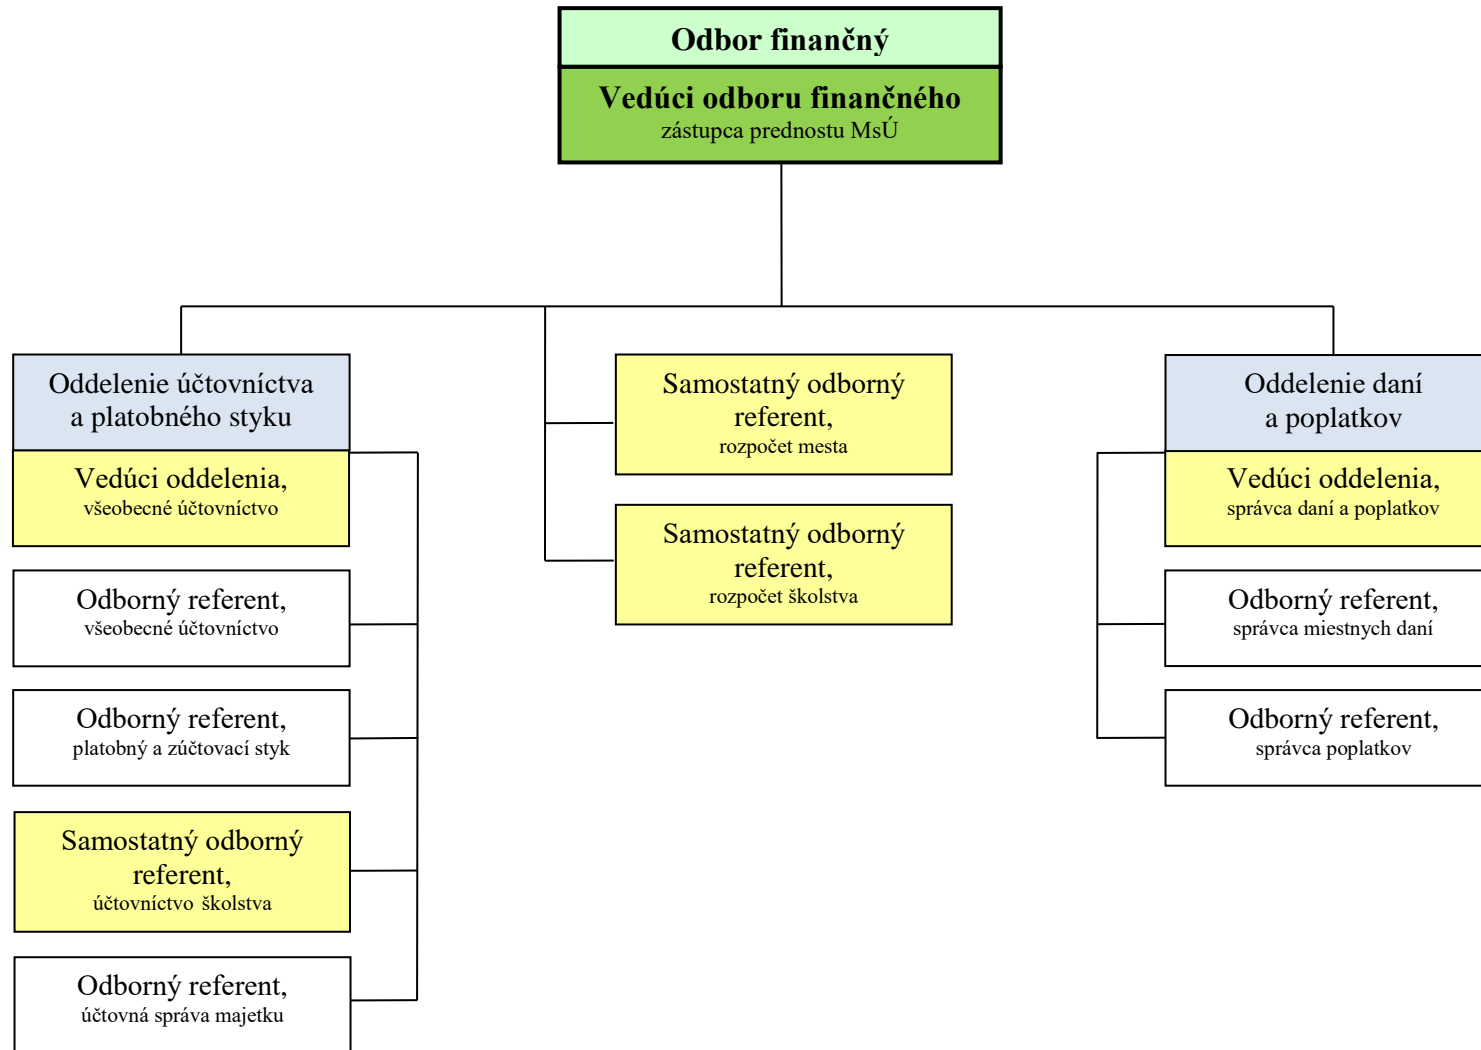 Odbor finančný
Vedúci odboru finančného
zástupca prednostu MsÚ
Oddelenie účtovníctva
a platobného styku
Vedúci oddelenia,
všeobecné účtovníctvo
Odborný referent,
všeobecné účtovníctvo
Odborný referent,
platobný a zúčtovací styk
Samostatný odborný
referent,
účtovníctvo školstva
Odborný referent,
účtovná správa majetku
Samostatný odborný
referent,
rozpočet mesta
Samostatný odborný
referent,
rozpočet školstva
Oddelenie daní
a poplatkov
Vedúci oddelenia,
správca daní a poplatkov
Odborný referent,
správca miestnych daní
Odborný referent,
správca poplatkov